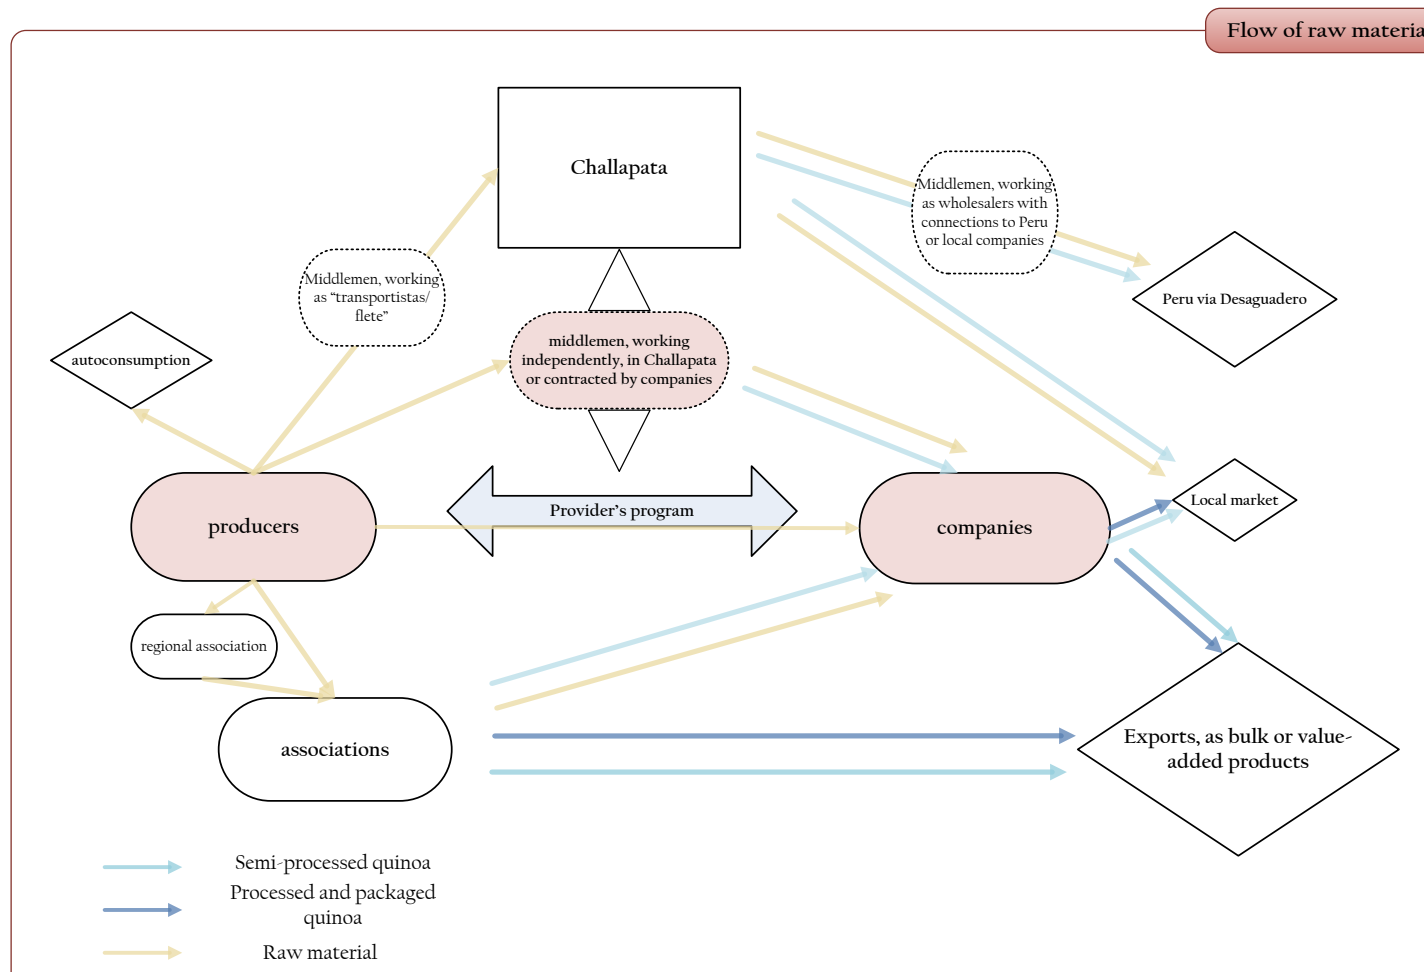 Flow of raw materia
Challapata
Middlemen, working
as wholesalers with
connections to Peru
or local companies
Middlemen, working
as “transportistas/
flete”
Peru via Desaguadero
autoconsumption
middlemen, working
independently, in Challapata
or contracted by companies
Local market
Provider’s program
producers
companies
regional association
associations
Exports, as bulk or value-
added products
Semi-processed quinoa
Processed and packaged
quinoa
Raw material